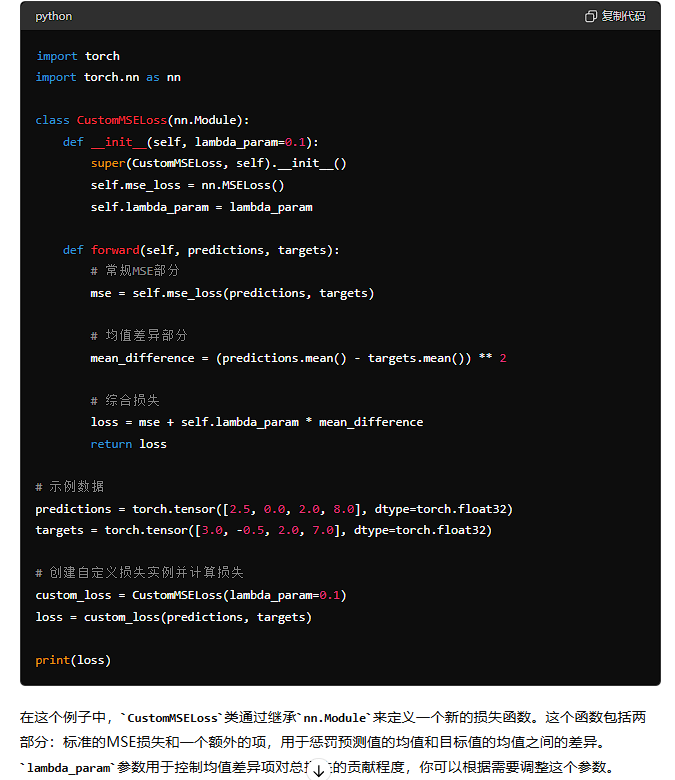 python 复制代码
import torch
import torch.nn as nn
class CustomMSELoss(nn.Module):
def __init__(self, lambda_param=0.1):
super(CustomMSELoss, self).__init__()
self.mse_loss = nn.MSELoss()
self.lambda_param = lambda_param
def forward(self, predictions, targets):
# 常规MSE部分
mse = self.mse_loss(predictions, targets)
# 均值差异部分
mean_difference = (predictions.mean() - targets.mean()) ** 2
# 综合损失
loss = mse + self.lambda_param * mean_difference
return loss
# 示例数据
predictions = torch.tensor([2.5, 0.0, 2.0, 8.0], dtype=torch.float32)
targets = torch.tensor([3.0, -0.5, 2.0, 7.0], dtype=torch.float32)
# 创建自定义损失实例并计算损失
custom_loss = CustomMSELoss(lambda_param=0.1)
loss = custom_loss(predictions, targets)
print(loss)
在这个例子中，`CustomMSELoss`类通过继承`nn.Module`来定义一个新的损失函数。这个函数包括两
部分：标准的MSE损失和一个额外的项，用于惩罚预测值的均值和目标值的均值之间的差异。
`lambda_param`参数用于控制均值差异项对总的贡献程度，你可以根据需要调整这个参数。